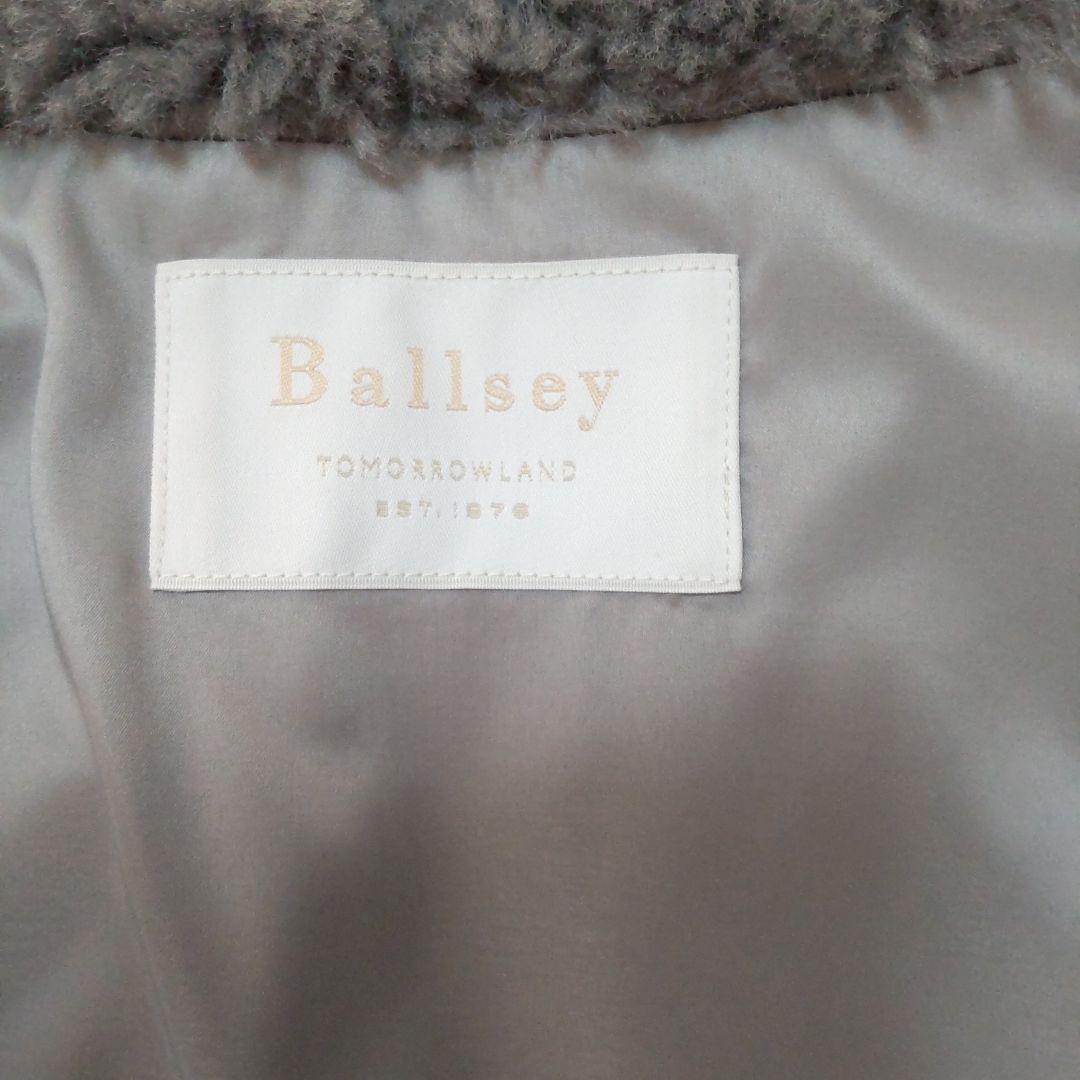 Ballsey
TOMORROWLAND
EST. 1978